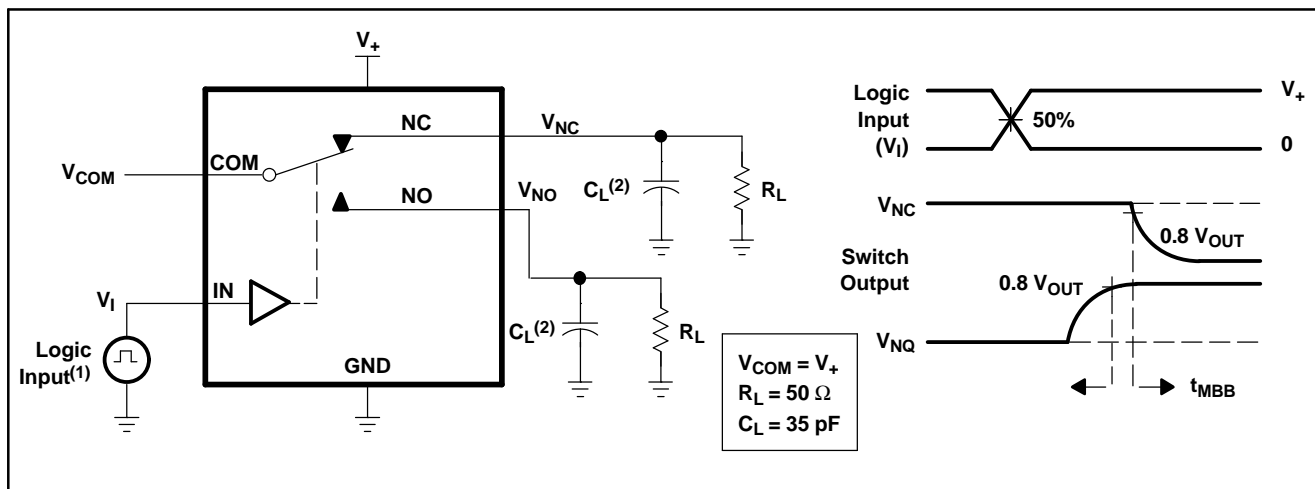 V+
NC
VNC
COM
VCOM
CL(2)
RL
NO
VNO
IN
VI
CL(2)
RL
Logic
Input(1)
GND
VCOM = V+
RL = 50 Ω
CL = 35 pF
Logic
Input
(VI)
50%
V+
0
VNC
0.8 VOUT
Switch
Output
0.8 VOUT
VNQ
tMBB